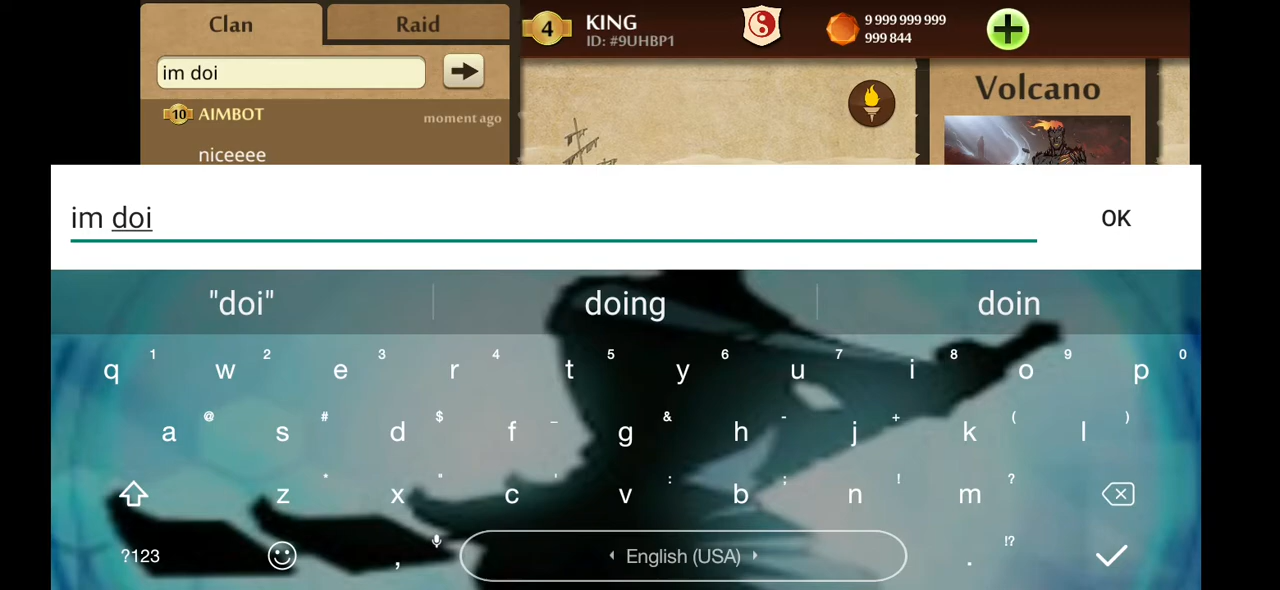 Clan
Raid
4
KING
ID: #9UHBP1
9 999 999 999
999 844
im doi
10 AIMBOT
moment ago
niceeee
Volcano
im doi
OK
"doi"
doing
doin
1 2 3 4 5 6 7 8 9 0
q w e r t y u i o p
@ # $ _ & - + ( )
a s d f g h j k l
* " ' : ; ! ?
z x c v b n m
?123
,
English (USA)
!?
.